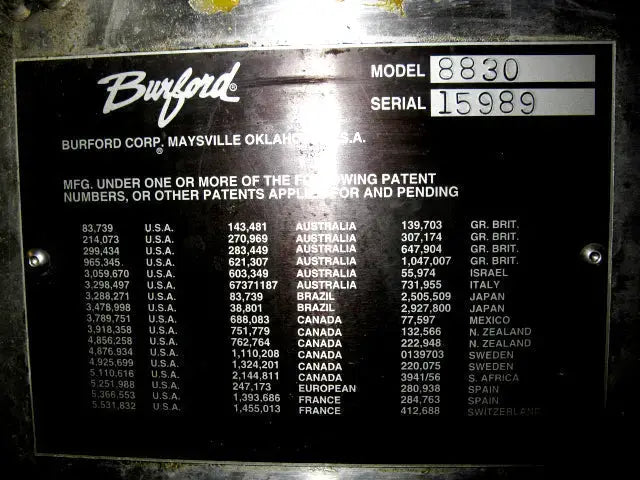 Burford®
MODEL 8830
SERIAL 15989
BURFORD CORP. MAYSVILLE OKLAHOMA, U.S.A.
®
MFG. UNDER ONE OR MORE OF THE FOLLOWING PATENT
NUMBERS, OR OTHER PATENTS APPLIED FOR AND PENDING
83,739 U.S.A. 143,481 AUSTRALIA 139,703 GR. BRIT.
214,073 U.S.A. 270,969 AUSTRALIA 307,174 GR. BRIT.
299,434 U.S.A. 283,449 AUSTRALIA 647,904 GR. BRIT.
965,345 U.S.A. 621,307 AUSTRALIA 1,047,007 GR. BRIT.
3,059,670 U.S.A. 603,349 AUSTRALIA 55,974 ISRAEL
3,298,497 U.S.A. 67371187 AUSTRALIA 731,955 ITALY
3,288,271 U.S.A. 83,739 BRAZIL 2,505,509 JAPAN
3,478,998 U.S.A. 38,801 BRAZIL 2,927,800 JAPAN
3,789,751 U.S.A. 688,083 CANADA 77,597 MEXICO
3,918,358 U.S.A. 751,779 CANADA 132,566 N. ZEALAND
4,856,258 U.S.A. 762,764 CANADA 222,948 N. ZEALAND
4,876,934 U.S.A. 1,110,208 CANADA 0139703 SWEDEN
4,925,699 U.S.A. 1,324,201 CANADA 220.075 SWEDEN
5,110,616 U.S.A. 2,144,811 CANADA 3941/56 S. AFRICA
5,251,988 U.S.A. 247,173 EUROPEAN 280,938 SPAIN
5,366,553 U.S.A. 1,393,686 FRANCE 284,763 SPAIN
5,531,832 U.S.A. 1,455,013 FRANCE 412,688 SWITZERLAND